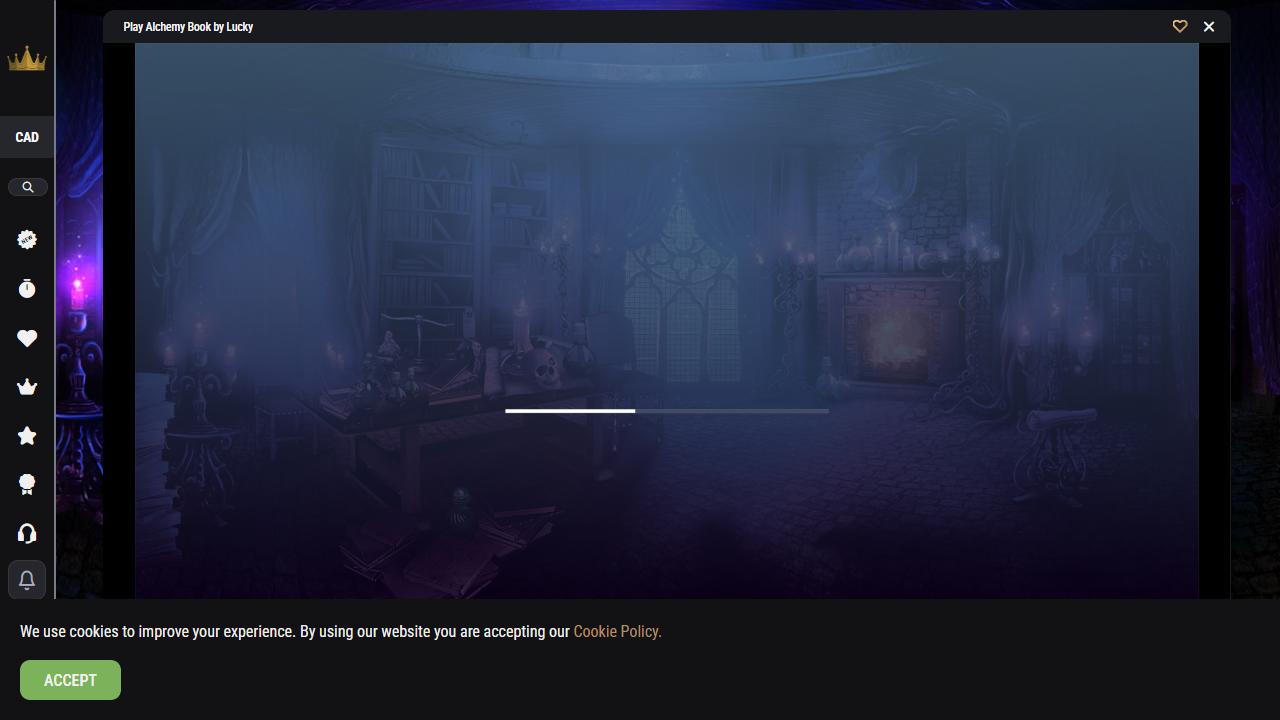 Play Alchemy Book by Lucky
CAD
NEW
We use cookies to improve your experience. By using our website you are accepting our Cookie Policy.
ACCEPT